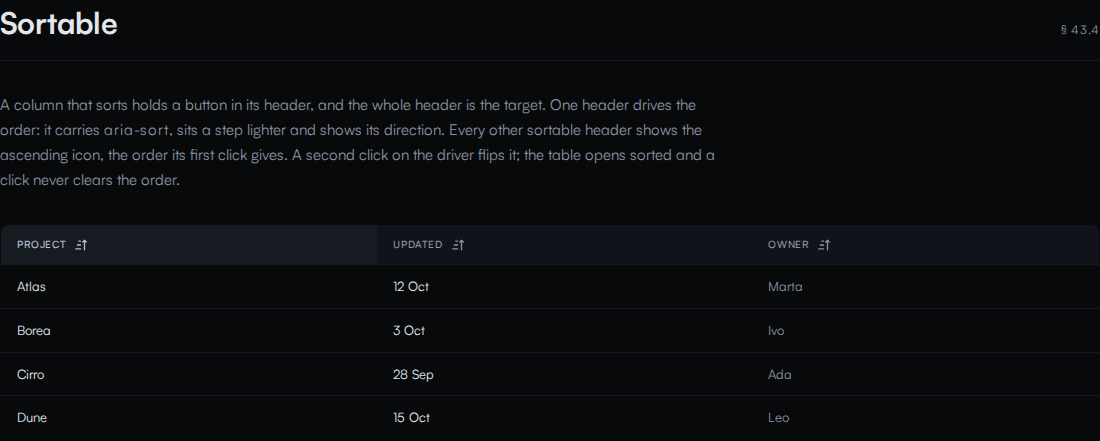 Sortable
§ 43.4
A column that sorts holds a button in its header, and the whole header is the target. One header drives the
order: it carries aria-sort, sits a step lighter and shows its direction. Every other sortable header shows the
ascending icon, the order its first click gives. A second click on the driver flips it; the table opens sorted and a
click never clears the order.
PROJECT UPDATED OWNER
Atlas 12 Oct Marta
Borea 3 Oct Ivo
Cirro 28 Sep Ada
Dune 15 Oct Leo